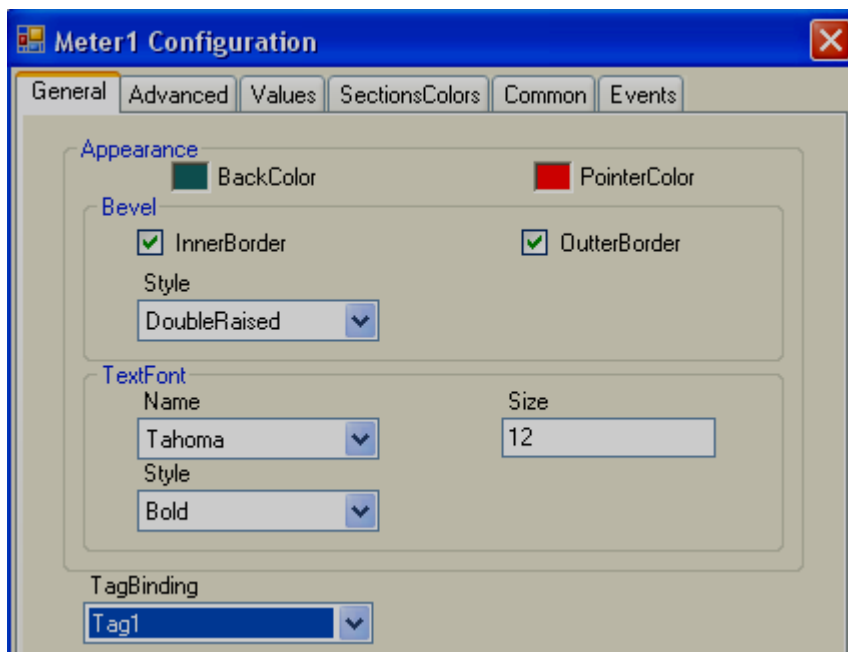 Meter1 Configuration
General Advanced Values SectionsColors Common Events
Appearance
BackColor PointerColor
Bevel
InnerBorder OutterBorder
Style
DoubleRaised
TextFont
Name Size
Tahoma 12
Style
Bold
TagBinding
Tag1